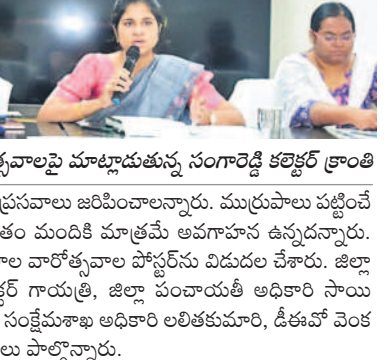 త్సవాలపై మాట్లాడుతున్న సంగారెడ్డి కలెక్టర్ క్రాంతి
ప్రసవాలు జరిపించాలన్నారు. ముర్రుపాలు పట్టించే
తం మందికి మాత్రమే అవగాహన ఉన్నదన్నారు.
ాల వారోత్సవాల పోస్టర్‌ను విడుదల చేశారు. జిల్లా
క్టర్ గాయత్రి, జిల్లా పంచాయతీ అధికారి సాయి
సంక్షేమశాఖ అధికారి లలితకుమారి, డీఈవో వెంక
లు పాల్గొన్నారు.